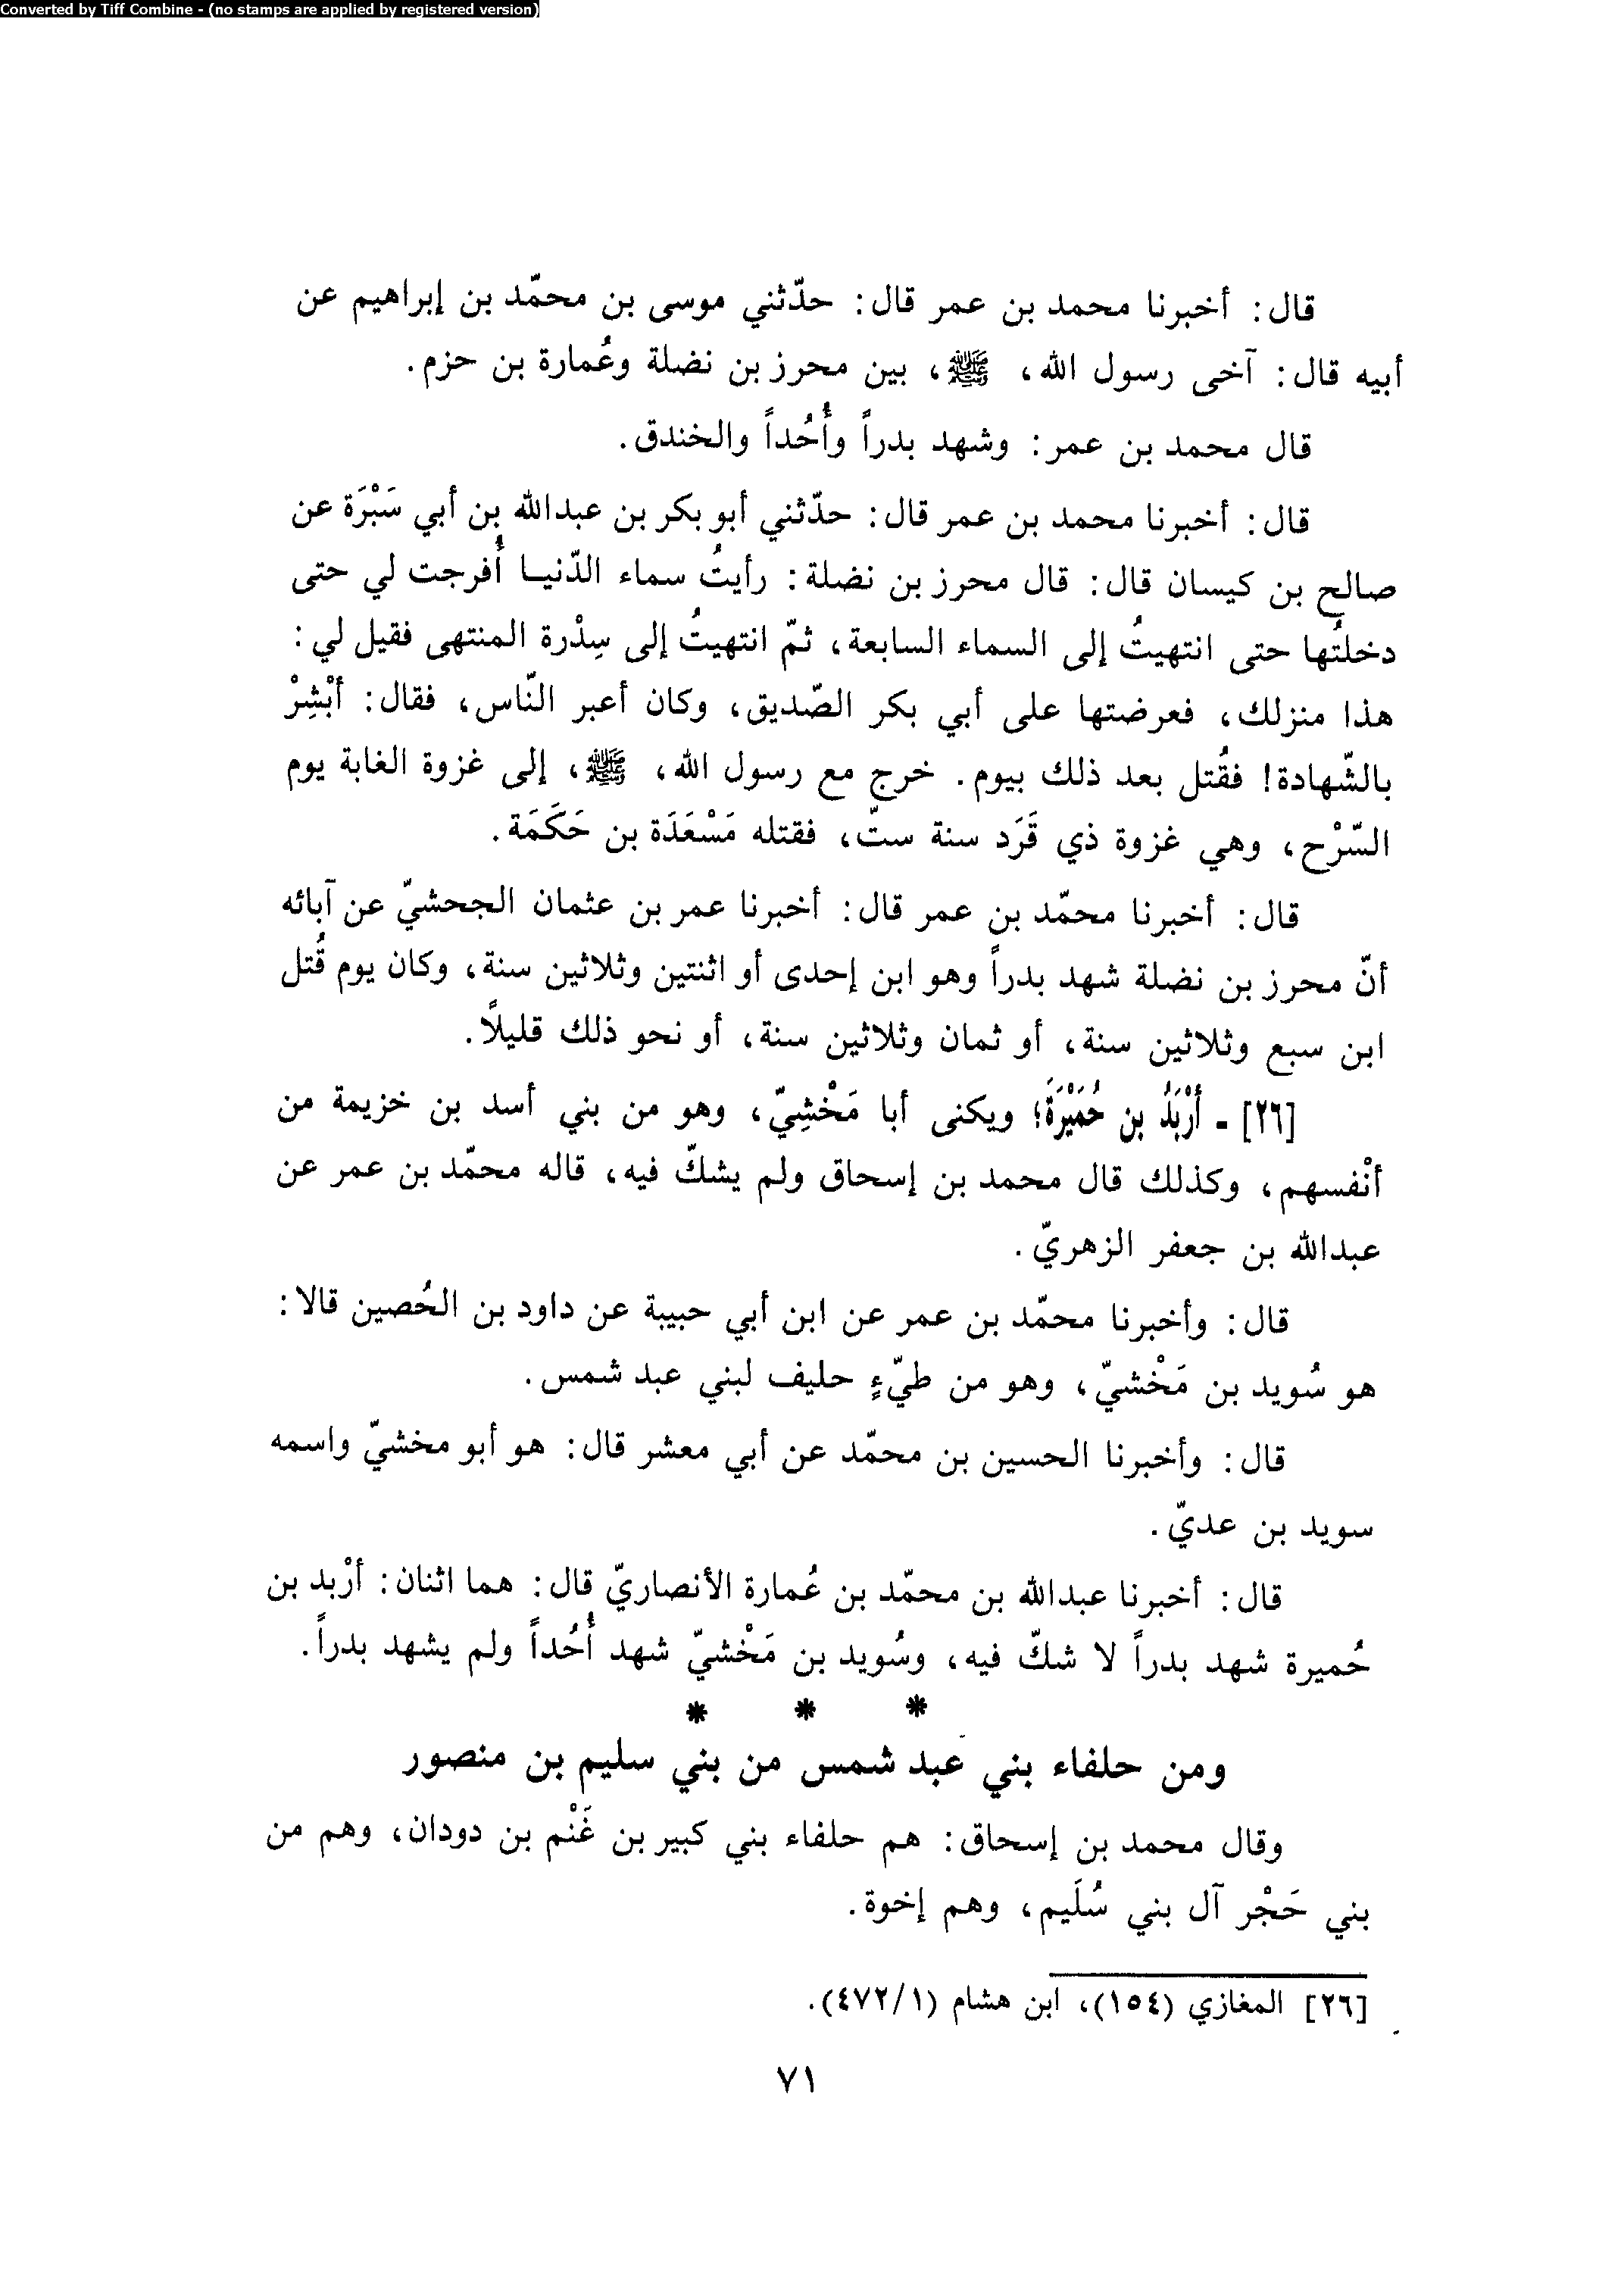 Converted by Tiff Combine - (no stamps are applied by registered version)
قال: أخبرنا محمد بن عمر قال: حدّثني موسى بن محمّد بن إبراهيم عن
أبيه قال: آخى رسول الله، ﷺ، بين محرز بن نضلة وعُمارة بن حزم.
قال محمد بن عمر: وشهد بدراً وأُحُداً والخندق.
قال: أخبرنا محمد بن عمر قال: حدّثني أبو بكر بن عبدالله بن أبي سَبْرَة عن
صالح بن كيسان قال: قال محرز بن نضلة: رأيتُ سماء الدّنيا أُفرجت لي حتى
دخلتُها حتى انتهيتُ إلى السماء السابعة، ثمّ انتهيتُ إلى سِدْرة المنتهى فقيل لي:
هذا منزلك، فعرضتها على أبي بكر الصّديق، وكان أعبر النّاس، فقال: أبْشِرْ
بالشّهادة! فقُتل بعد ذلك بيوم. خرج مع رسول الله، ﷺ، إلى غزوة الغابة يوم
السّرْح، وهي غزوة ذي قَرَد سنة ستّ، فقتله مَسْعَدَة بن حَكَمَة.
قال: أخبرنا محمّد بن عمر قال: أخبرنا عمر بن عثمان الجحشيّ عن آبائه
أنّ محرز بن نضلة شهد بدراً وهو ابن إحدى أو اثنتين وثلاثين سنة، وكان يوم قُتل
ابن سبع وثلاثين سنة، أو ثمان وثلاثين سنة، أو نحو ذلك قليلاً.
[٢٦] - أَرْبَدُ بن حُمَيْرَةَ؛ ويكنى أبا مَخْشِيّ، وهو من بني أسد بن خزيمة من
أنْفسهم، وكذلك قال محمد بن إسحاق ولم يشكّ فيه، قاله محمّد بن عمر عن
عبدالله بن جعفر الزهريّ.
قال: وأخبرنا محمّد بن عمر عن ابن أبي حبيبة عن داود بن الحُصين قالا:
هو سُويد بن مَخْشيّ، وهو من طيّءٍ حليف لبني عبد شمس.
قال: وأخبرنا الحسين بن محمّد عن أبي معشر قال: هو أبو مخشيّ واسمه
سويد بن عديّ.
قال: أخبرنا عبدالله بن محمّد بن عُمارة الأنصاريّ قال: هما اثنان: أرْبد بن
حُميرة شهد بدراً لا شكّ فيه، وسُويد بن مَخْشيّ شهد أُحُداً ولم يشهد بدراً.
* * *
ومن حلفاء بني عبد شمس من بني سليم بن منصور
وقال محمد بن إسحاق: هم حلفاء بني كبير بن غَنْم بن دودان، وهم من
بني حَجْر آل بني سُلَيم، وهم إخوة.
[٢٦] المغازي (١٥٤)، ابن هشام (٤٧٢/١).
٧١